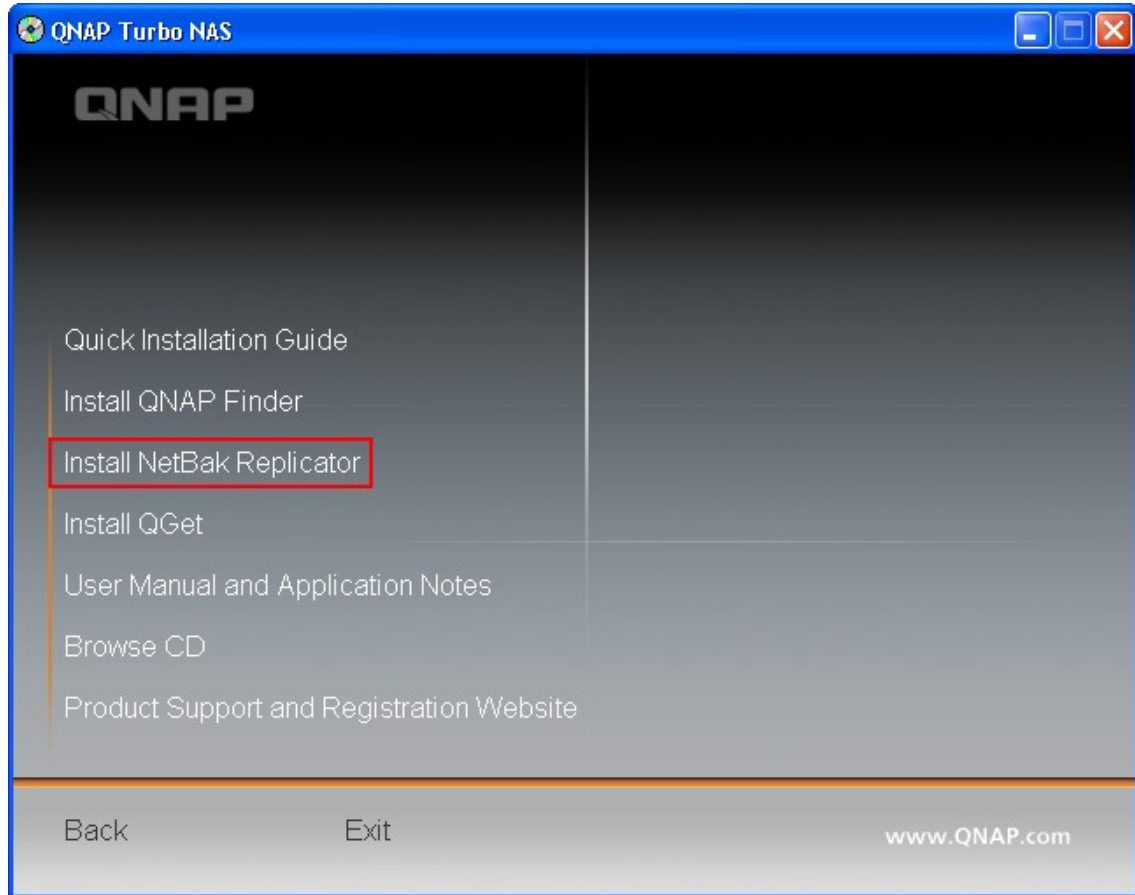 QNAP Turbo NAS
QNAP
Quick Installation Guide
Install QNAP Finder
Install NetBak Replicator
Install QGet
User Manual and Application Notes
Browse CD
Product Support and Registration Website
Back Exit www.QNAP.com